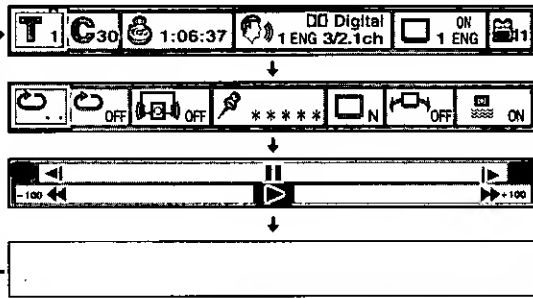 T 1 C 30 1:06:37 DD Digital 1 ENG 3/2.1ch ON 1 ENG 11
OFF OFF * * * * * N OFF ON
-100 +100